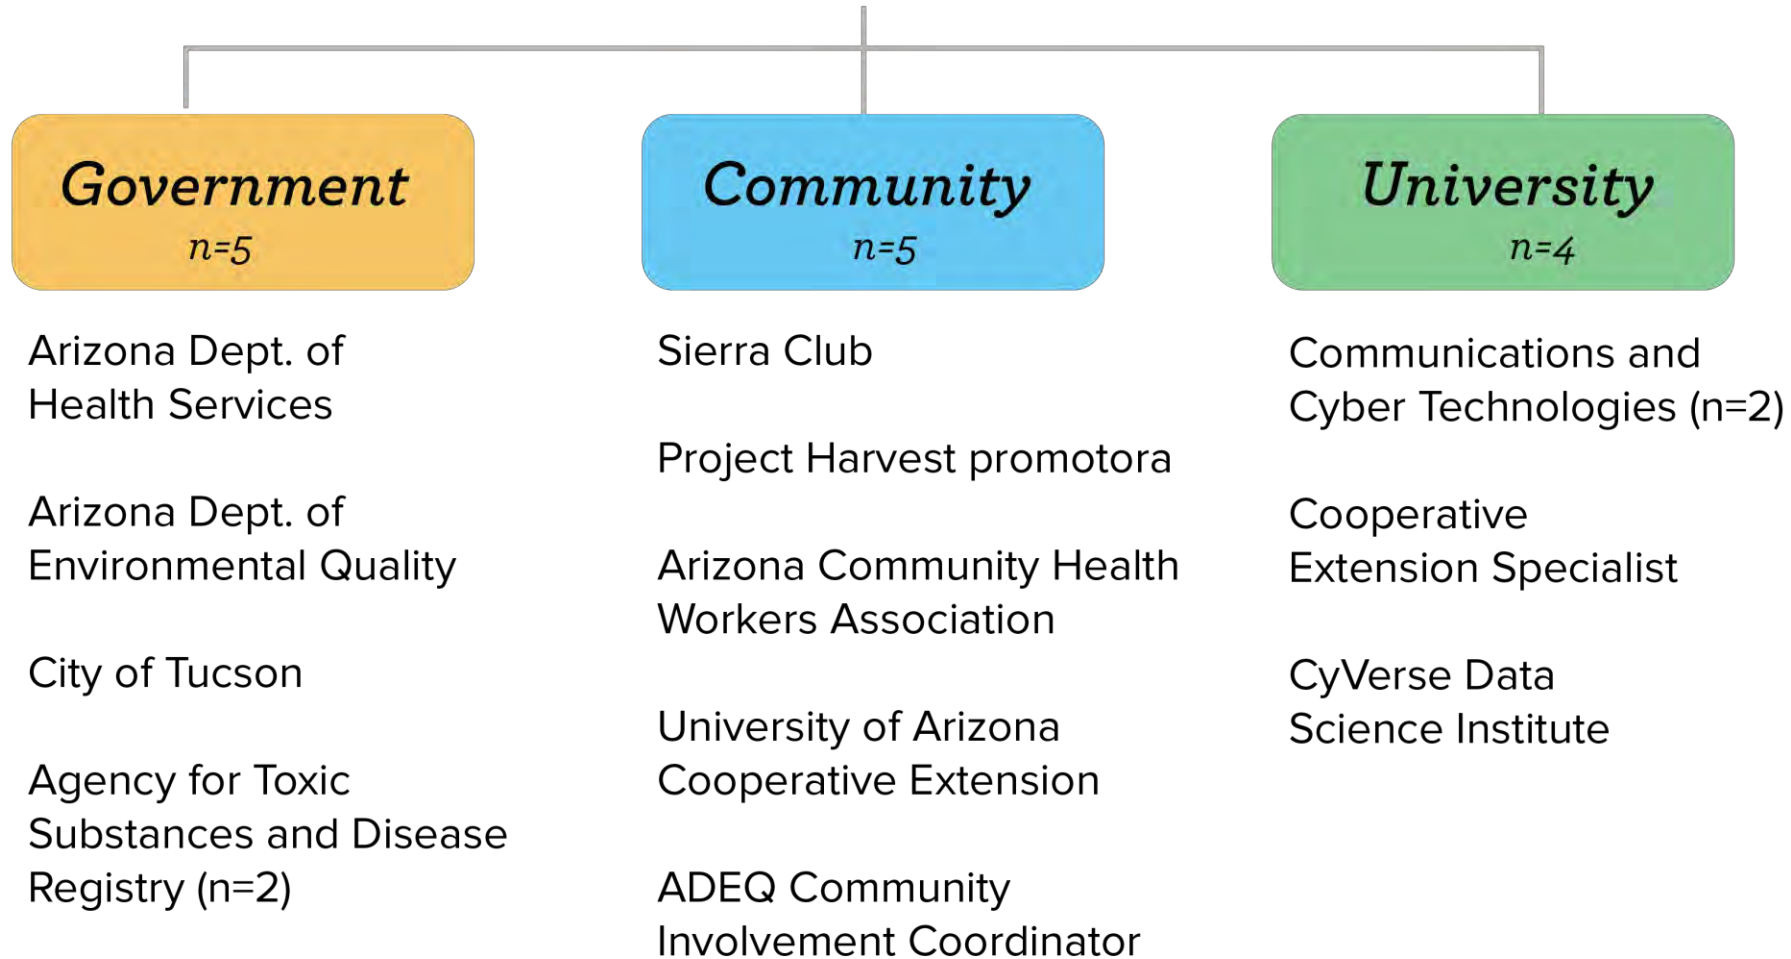 Government
n=5
Arizona Dept. of
Health Services
Arizona Dept. of
Environmental Quality
City of Tucson
Agency for Toxic
Substances and Disease
Registry (n=2)
Community
n=5
Sierra Club
Project Harvest promotora
Arizona Community Health
Workers Association
University of Arizona
Cooperative Extension
ADEQ Community
Involvement Coordinator
University
n=4
Communications and
Cyber Technologies (n=2)
Cooperative
Extension Specialist
CyVerse Data
Science Institute